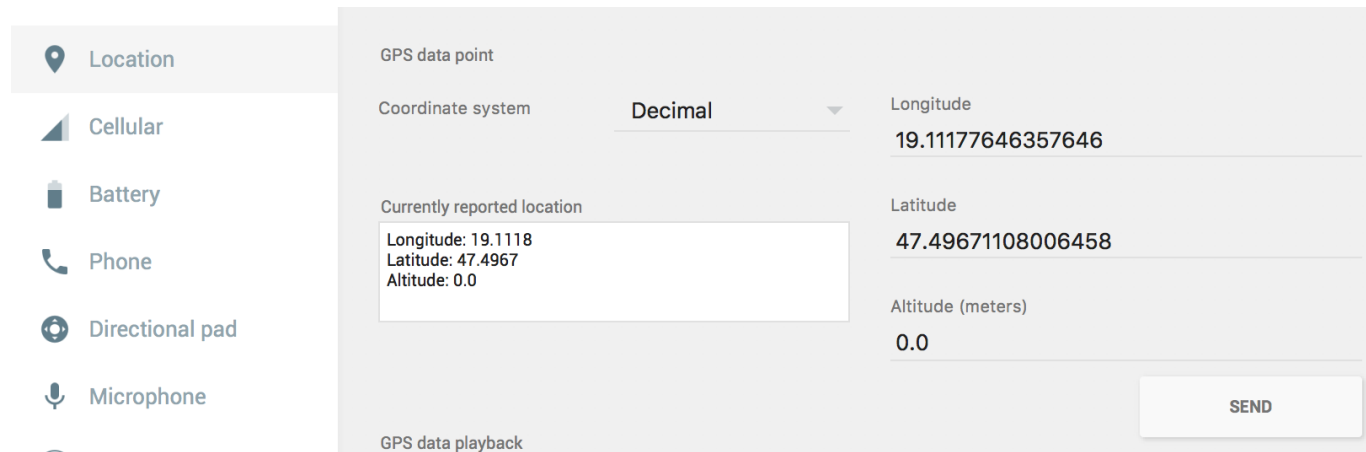 Location
Cellular
Battery
Phone
Directional pad
Microphone
GPS data point
Coordinate system
Decimal
Longitude
19.11177646357646
Currently reported location
Longitude: 19.1118
Latitude: 47.4967
Altitude: 0.0
Latitude
47.49671108006458
Altitude (meters)
0.0
SEND
GPS data playback